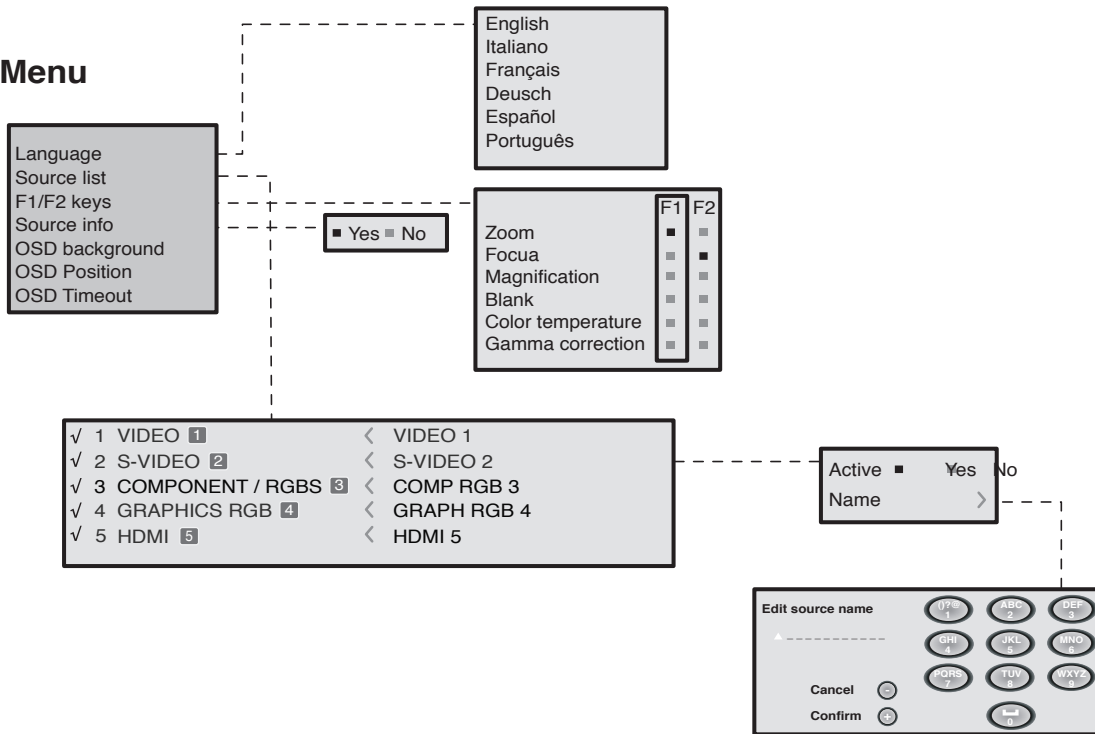 Menu
Language
Source list
F1/F2 keys
Source info
OSD background
OSD Position
OSD Timeout
English
Italiano
Français
Deusch
Español
Português
Yes No
F1 F2
Zoom
Focua
Magnification
Blank
Color temperature
Gamma correction
√ 1 VIDEO 1 < VIDEO 1
√ 2 S-VIDEO 2 < S-VIDEO 2
√ 3 COMPONENT / RGBS 3 < COMP RGB 3
√ 4 GRAPHICS RGB 4 < GRAPH RGB 4
√ 5 HDMI 5 < HDMI 5
Active Yes No
Name >
Edit source name
Cancel -
Confirm +
()?@ ABC DEF
1 2 3
GHI JKL MNO
4 5 6
PQRS TUV WXYZ
7 8 9
0